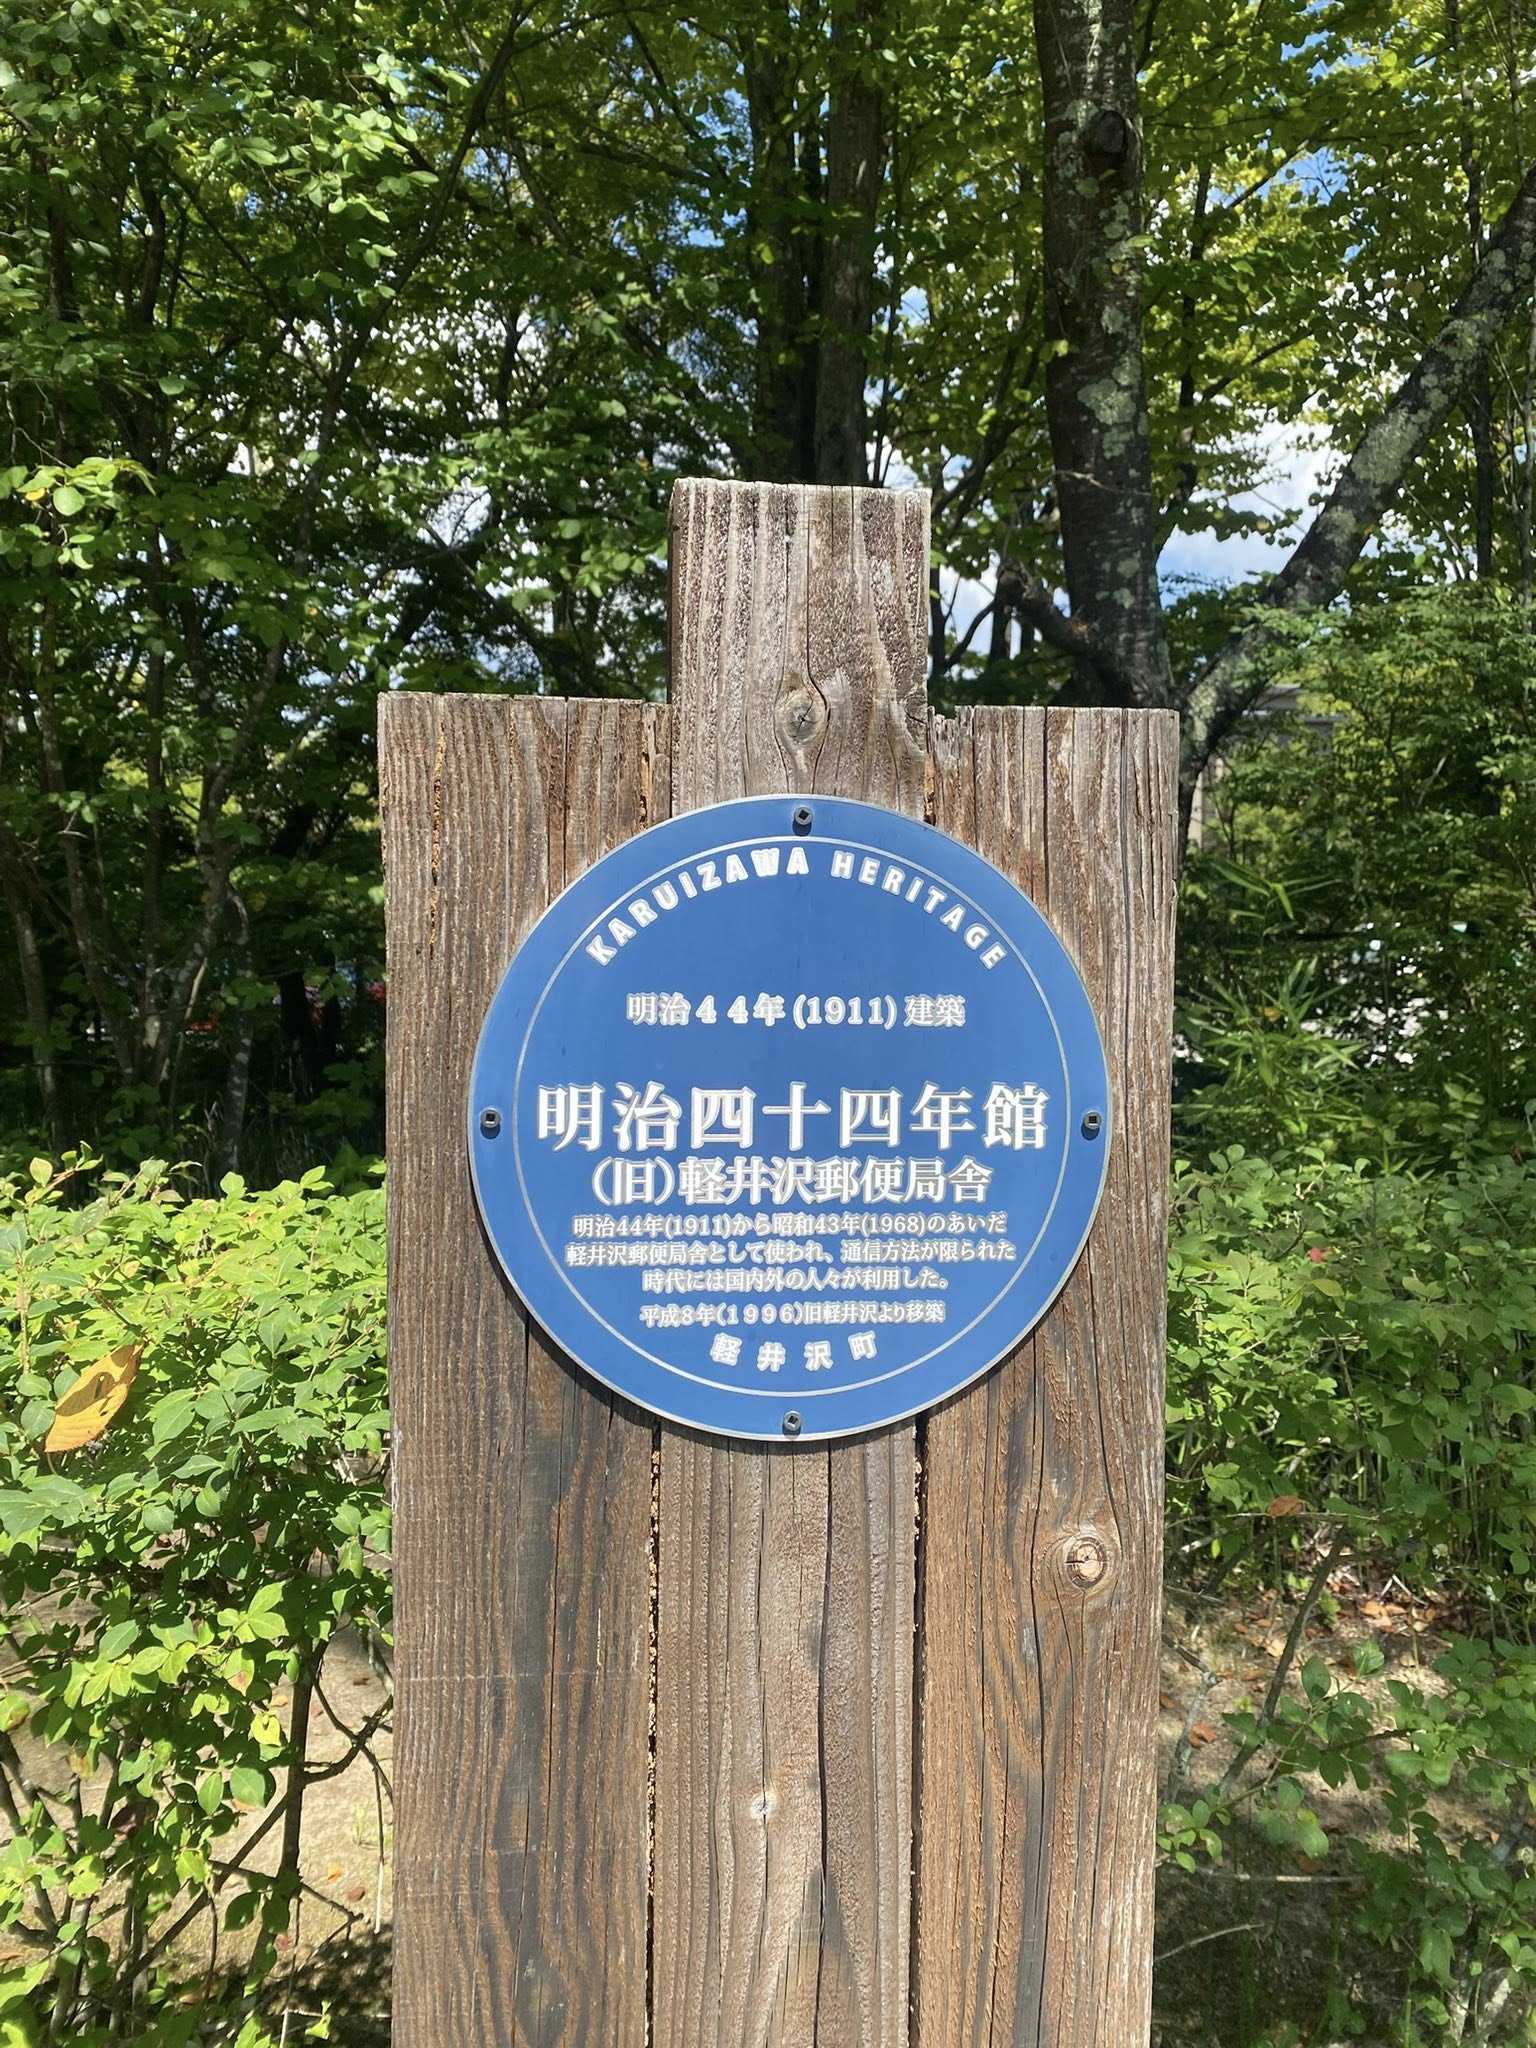 KARUIZAWA HERITAGE
明治４４年(1911)建築
明治四十四年館
(旧)軽井沢郵便局舎
明治44年(1911)から昭和43年(1968)のあいだ
軽井沢郵便局舎として使われ、通信方法が限られた
時代には国内外の人々が利用した。
平成８年(１９９６)旧軽井沢より移築
軽井沢町